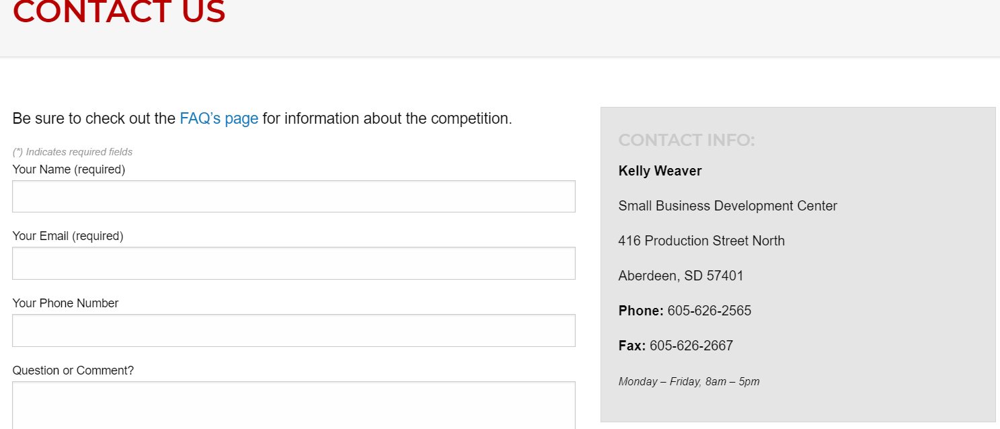 CONTACT US
Be sure to check out the FAQ’s page for information about the competition.
(*) Indicates required fields
Your Name (required)
Your Email (required)
Your Phone Number
Question or Comment?
CONTACT INFO:
Kelly Weaver
Small Business Development Center
416 Production Street North
Aberdeen, SD 57401
Phone: 605-626-2565
Fax: 605-626-2667
Monday – Friday, 8am – 5pm